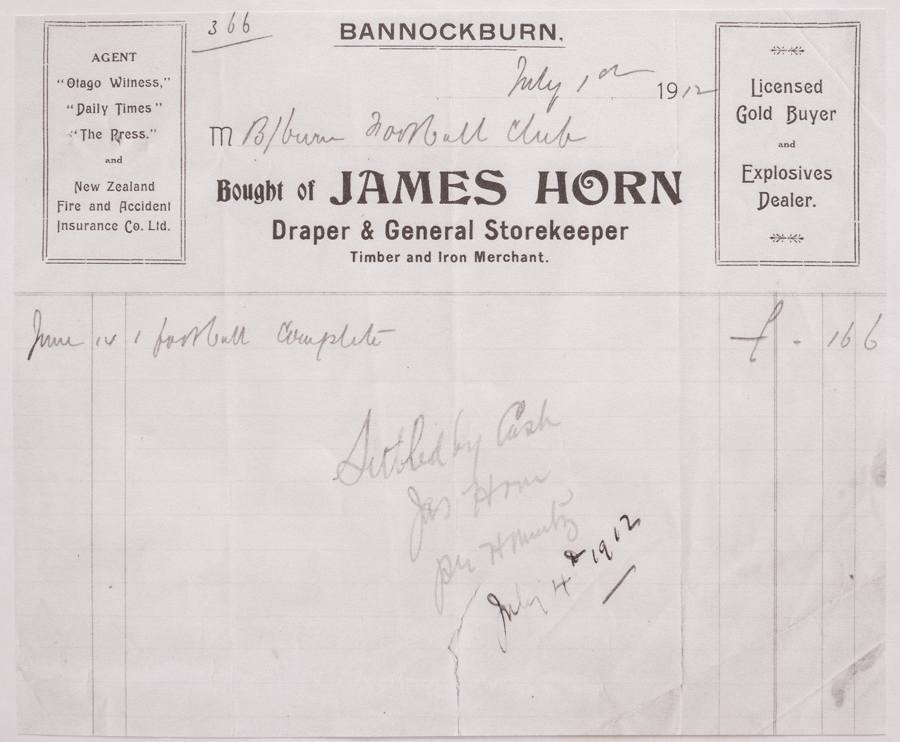 366
BANNOCKBURN.
July 1st 1912
M B/burn Football Club
Bought of JAMES HORN
Draper & General Storekeeper
Timber and Iron Merchant.
AGENT
"Otago Witness,"
"Daily Times"
"The Press."
and
New Zealand
Fire and Accident
Insurance Co. Ltd.
Licensed
Gold Buyer
and
Explosives
Dealer.
June 14 1 football Complete £ - 16 6
Settled by Cash
Jas Horn
per H
July 4th 1912